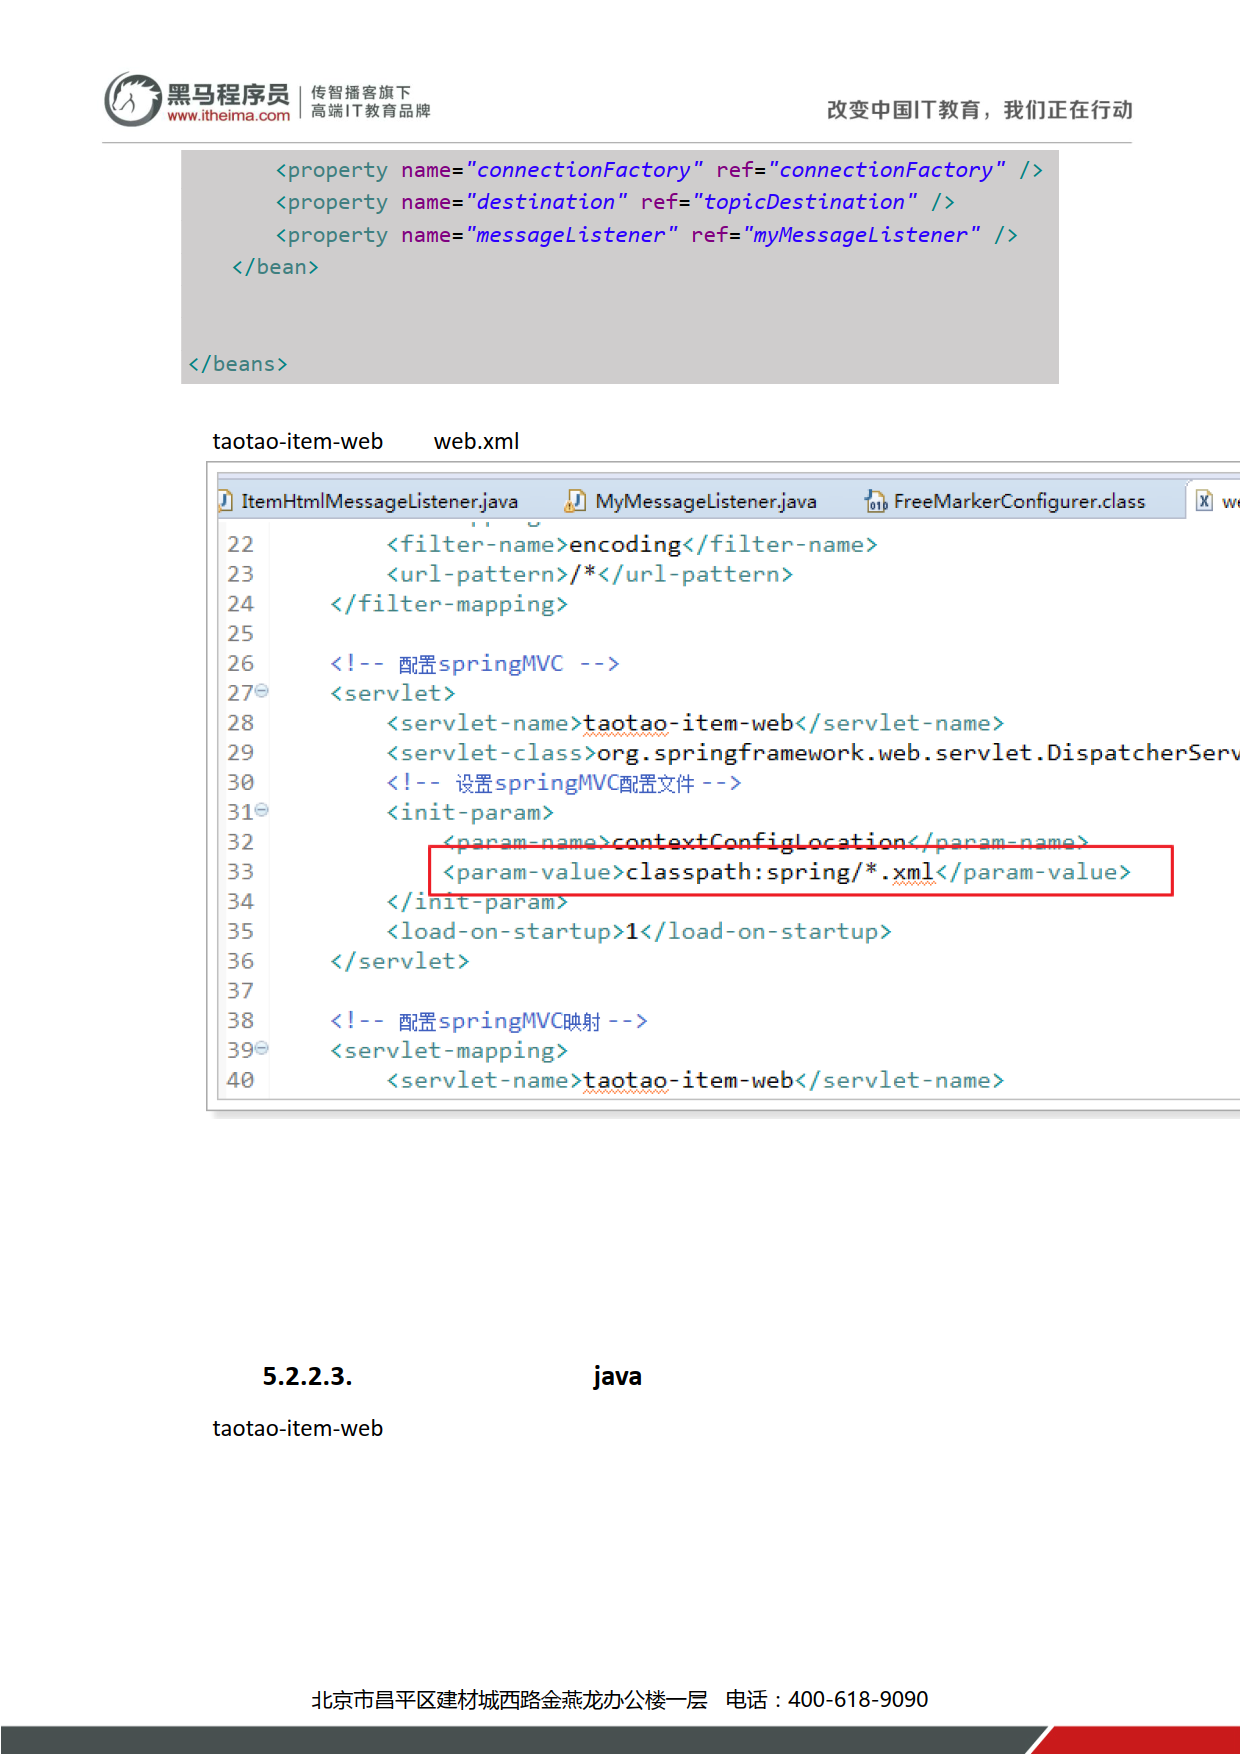 黑马程序员 传智播客旗下
www.itheima.com 高端IT教育品牌
改变中国IT教育，我们正在行动
<property name="connectionFactory" ref="connectionFactory" />
<property name="destination" ref="topicDestination" />
<property name="messageListener" ref="myMessageListener" />
</bean>
</beans>
taotao-item-web web.xml
ItemHtmlMessageListener.java MyMessageListener.java FreeMarkerConfigurer.class we
22 <filter-name>encoding</filter-name>
23 <url-pattern>/*</url-pattern>
24 </filter-mapping>
25
26 <!-- 配置springMVC -->
27 <servlet>
28 <servlet-name>taotao-item-web</servlet-name>
29 <servlet-class>org.springframework.web.servlet.DispatcherServ
30 <!-- 设置springMVC配置文件 -->
31 <init-param>
32 <param-name>contextConfigLocation</param-name>
33 <param-value>classpath:spring/*.xml</param-value>
34 </init-param>
35 <load-on-startup>1</load-on-startup>
36 </servlet>
37
38 <!-- 配置springMVC映射 -->
39 <servlet-mapping>
40 <servlet-name>taotao-item-web</servlet-name>
5.2.2.3. java
taotao-item-web
北京市昌平区建材城西路金燕龙办公楼一层 电话：400-618-9090